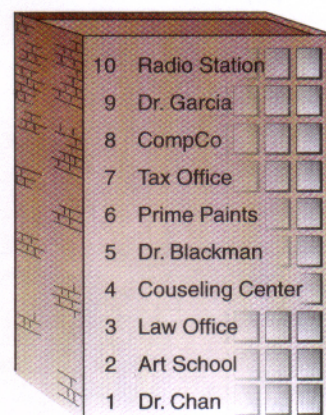 10 Radio Station
9 Dr. Garcia
8 CompCo
7 Tax Office
6 Prime Paints
5 Dr. Blackman
4 Couseling Center
3 Law Office
2 Art School
1 Dr. Chan